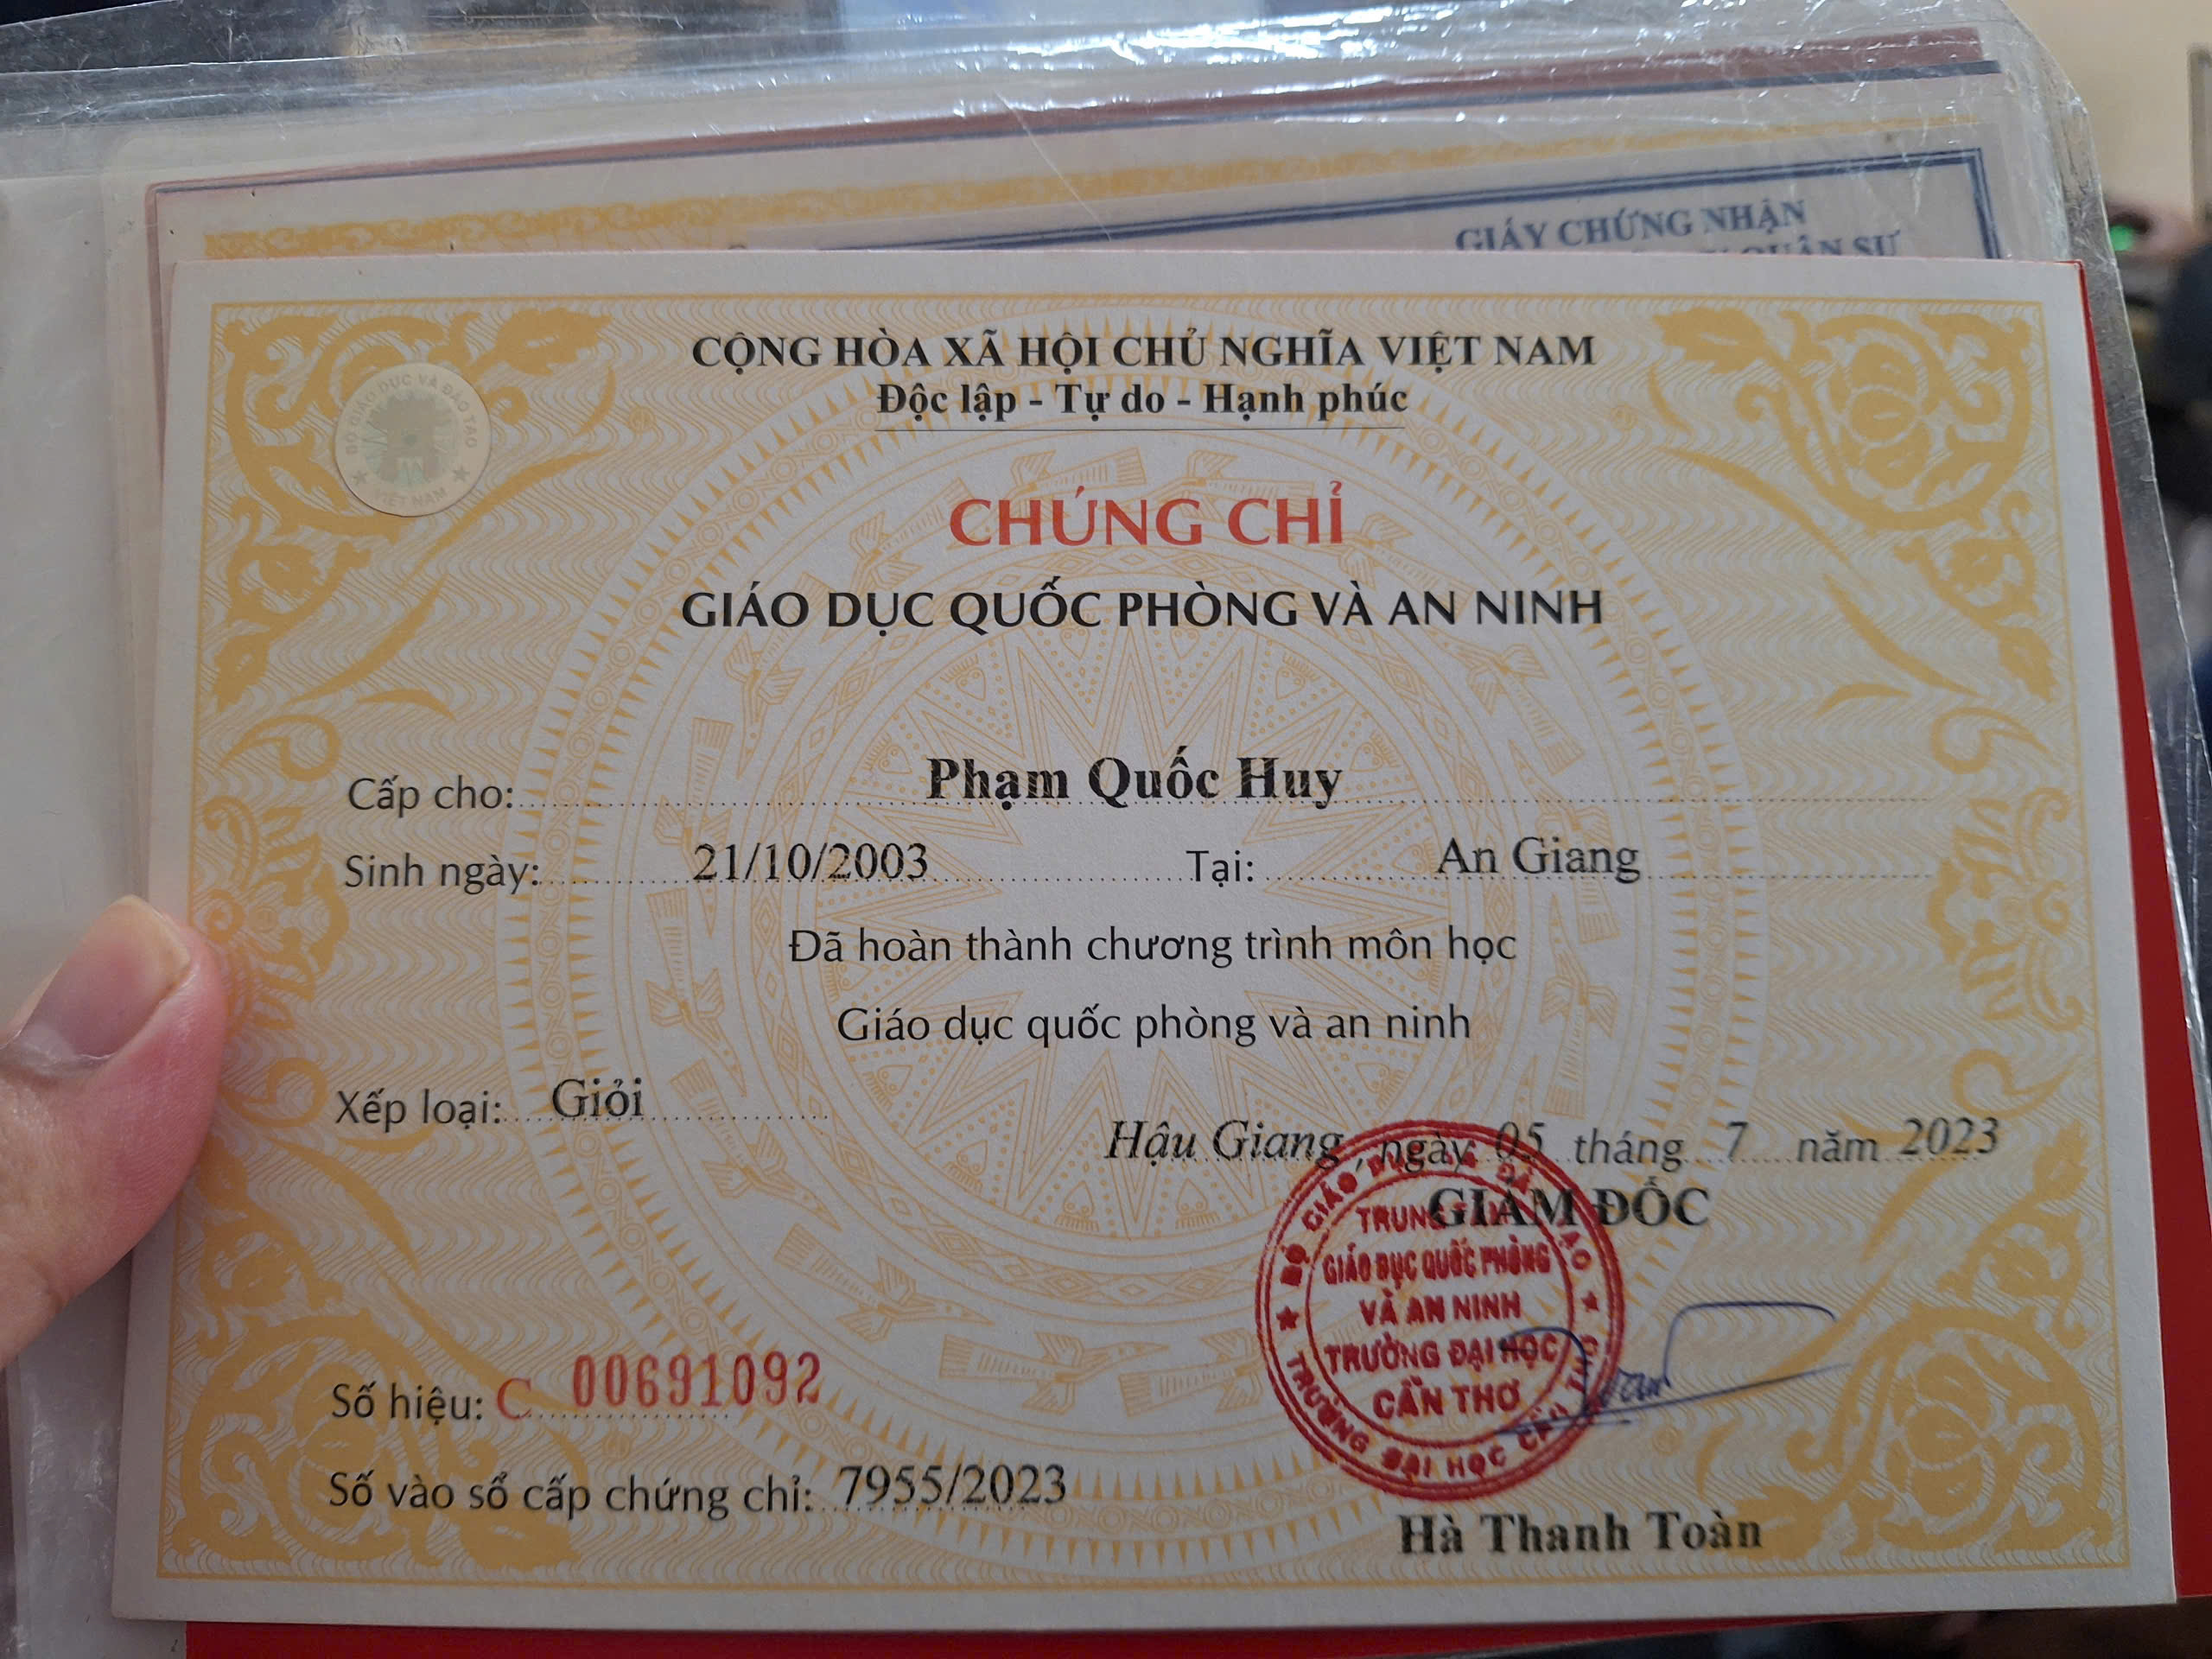 GIẤY CHỨNG NHẬN
QUÂN SỰ
CỘNG HÒA XÃ HỘI CHỦ NGHĨA VIỆT NAM
Độc lập - Tự do - Hạnh phúc
BỘ GIÁO DỤC VÀ ĐÀO TẠO
VIỆT NAM
CHỨNG CHỈ
GIÁO DỤC QUỐC PHÒNG VÀ AN NINH
Cấp cho: Phạm Quốc Huy
Sinh ngày: 21/10/2003 Tại: An Giang
Đã hoàn thành chương trình môn học
Giáo dục quốc phòng và an ninh
Xếp loại: Giỏi
Hậu Giang, ngày 05 tháng 7 năm 2023
GIÁM ĐỐC
BỘ GIÁO DỤC VÀ ĐÀO TẠO
TRUNG TÂM
GIÁO DỤC QUỐC PHÒNG
VÀ AN NINH
TRƯỜNG ĐẠI HỌC
CẦN THƠ
TRƯỜNG ĐẠI HỌC CẦN THƠ
Số hiệu: C 00691092
Số vào sổ cấp chứng chỉ: 7955/2023
Hà Thanh Toàn